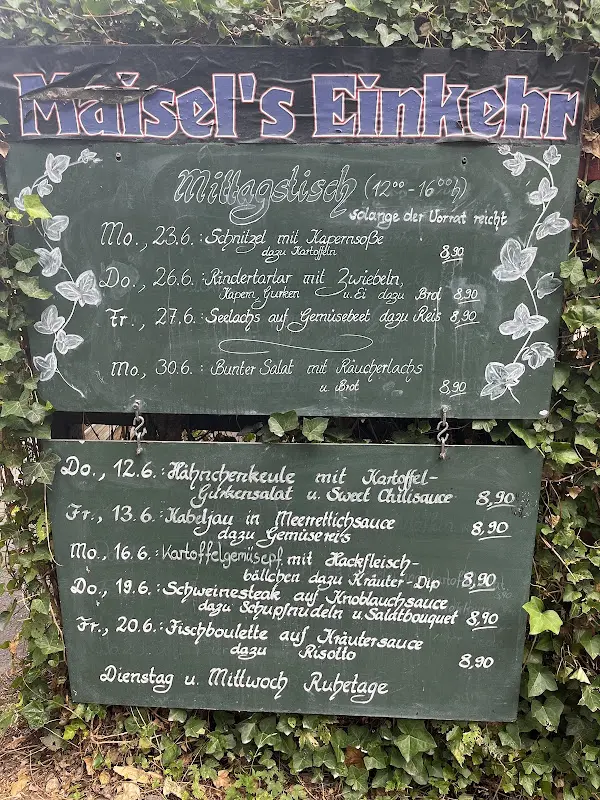 Maisel's Einkehr
Mittagstisch (12°° - 16°° h)
solange der Vorrat reicht
Mo., 23.6. : Schnitzel mit Kapernsoße
dazu Kartoffeln 8,90
Do., 26.6. : Rindertartar mit Zwiebeln,
Kapern, Gurken u. Ei dazu Brot 8,90
Fr., 27.6. : Seelachs auf Gemüsebeet dazu Reis 8,90
Mo., 30.6. : Bunter Salat mit Räucherlachs
u. Brot 8,90
Do., 12.6. : Hähnchenkeule mit Kartoffel-
Gurkensalat u. Sweet Chilisauce 8,90
Fr., 13.6. : Kabeljau in Meerrettichsauce
dazu Gemüsereis 8,90
Mo., 16.6. : Kartoffelgemüsepf. mit Hackfleisch-
bällchen dazu Kräuter-Dip 8,90
Do., 19.6. : Schweinesteak auf Knoblauchsauce
dazu Schupfnudeln u. Salatbouquet 8,90
Fr., 20.6. : Fischboulette auf Kräutersauce
dazu Risotto 8,90
Dienstag u. Mittwoch Ruhetage